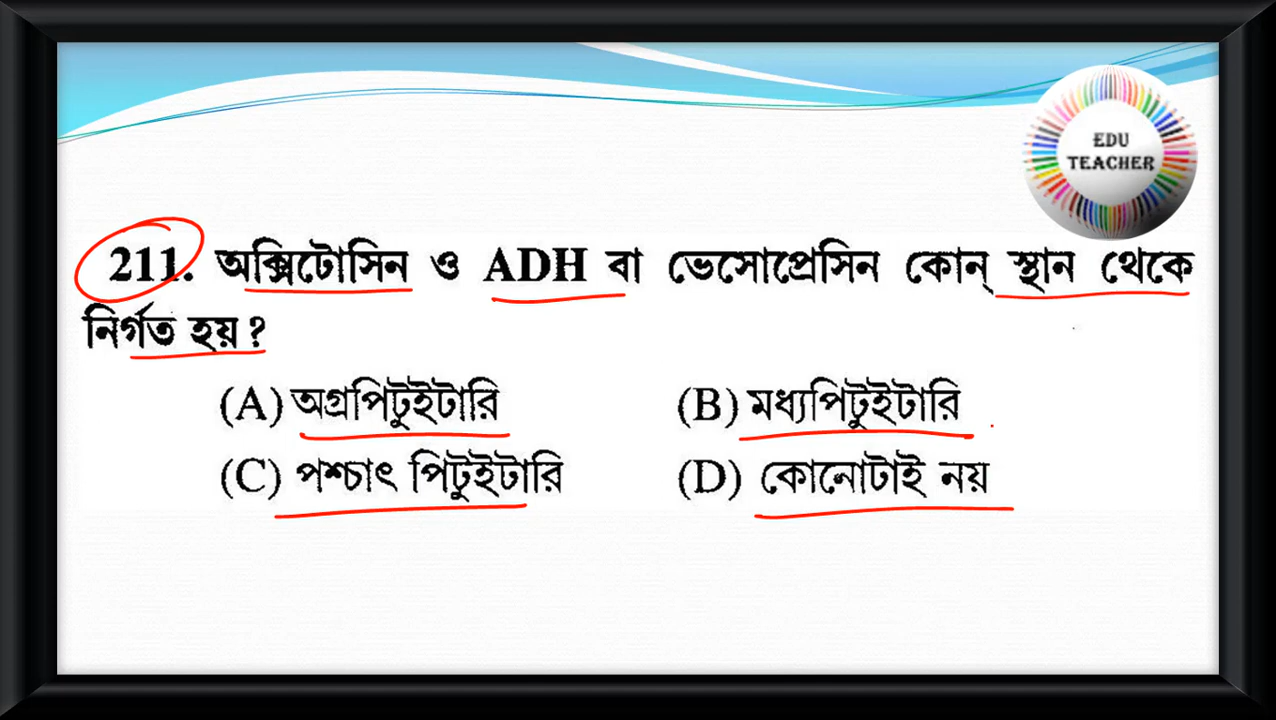 EDU
TEACHER
211. অক্সিটোসিন ও ADH বা ভেসোপ্রেসিন কোন্ স্থান থেকে
নির্গত হয় ?
(A) অগ্রপিটুইটারি (B) মধ্যপিটুইটারি
(C) পশ্চাৎ পিটুইটারি (D) কোনোটাই নয়